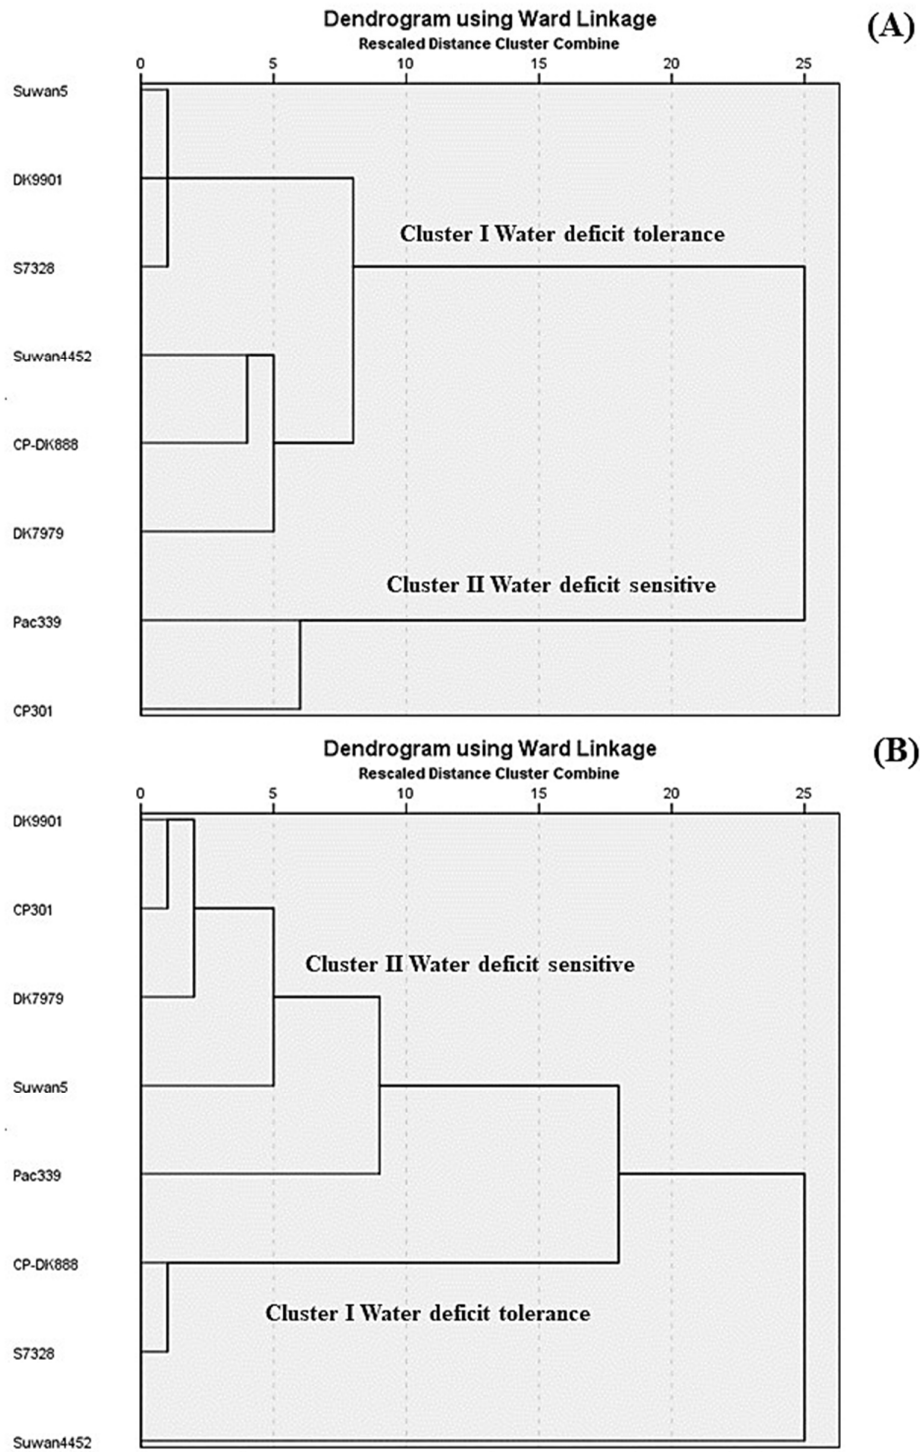 Dendrogram using Ward Linkage
(A)
Rescaled Distance Cluster Combine
0 5 10 15 20 25
Suwan5
DK9901
Cluster I Water deficit tolerance
S7328
Suwan4452
CP-DK888
DK7979
Cluster II Water deficit sensitive
Pac339
CP301
Dendrogram using Ward Linkage
(B)
Rescaled Distance Cluster Combine
0 5 10 15 20 25
DK9901
CP301
Cluster II Water deficit sensitive
DK7979
Suwan5
Pac339
CP-DK888
Cluster I Water deficit tolerance
S7328
Suwan4452